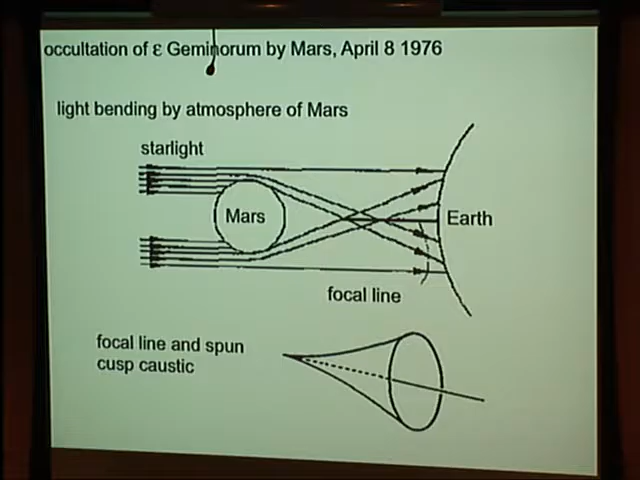 occultation of ε Geminorum by Mars, April 8 1976
light bending by atmosphere of Mars
starlight
Mars
Earth
focal line
focal line and spun
cusp caustic